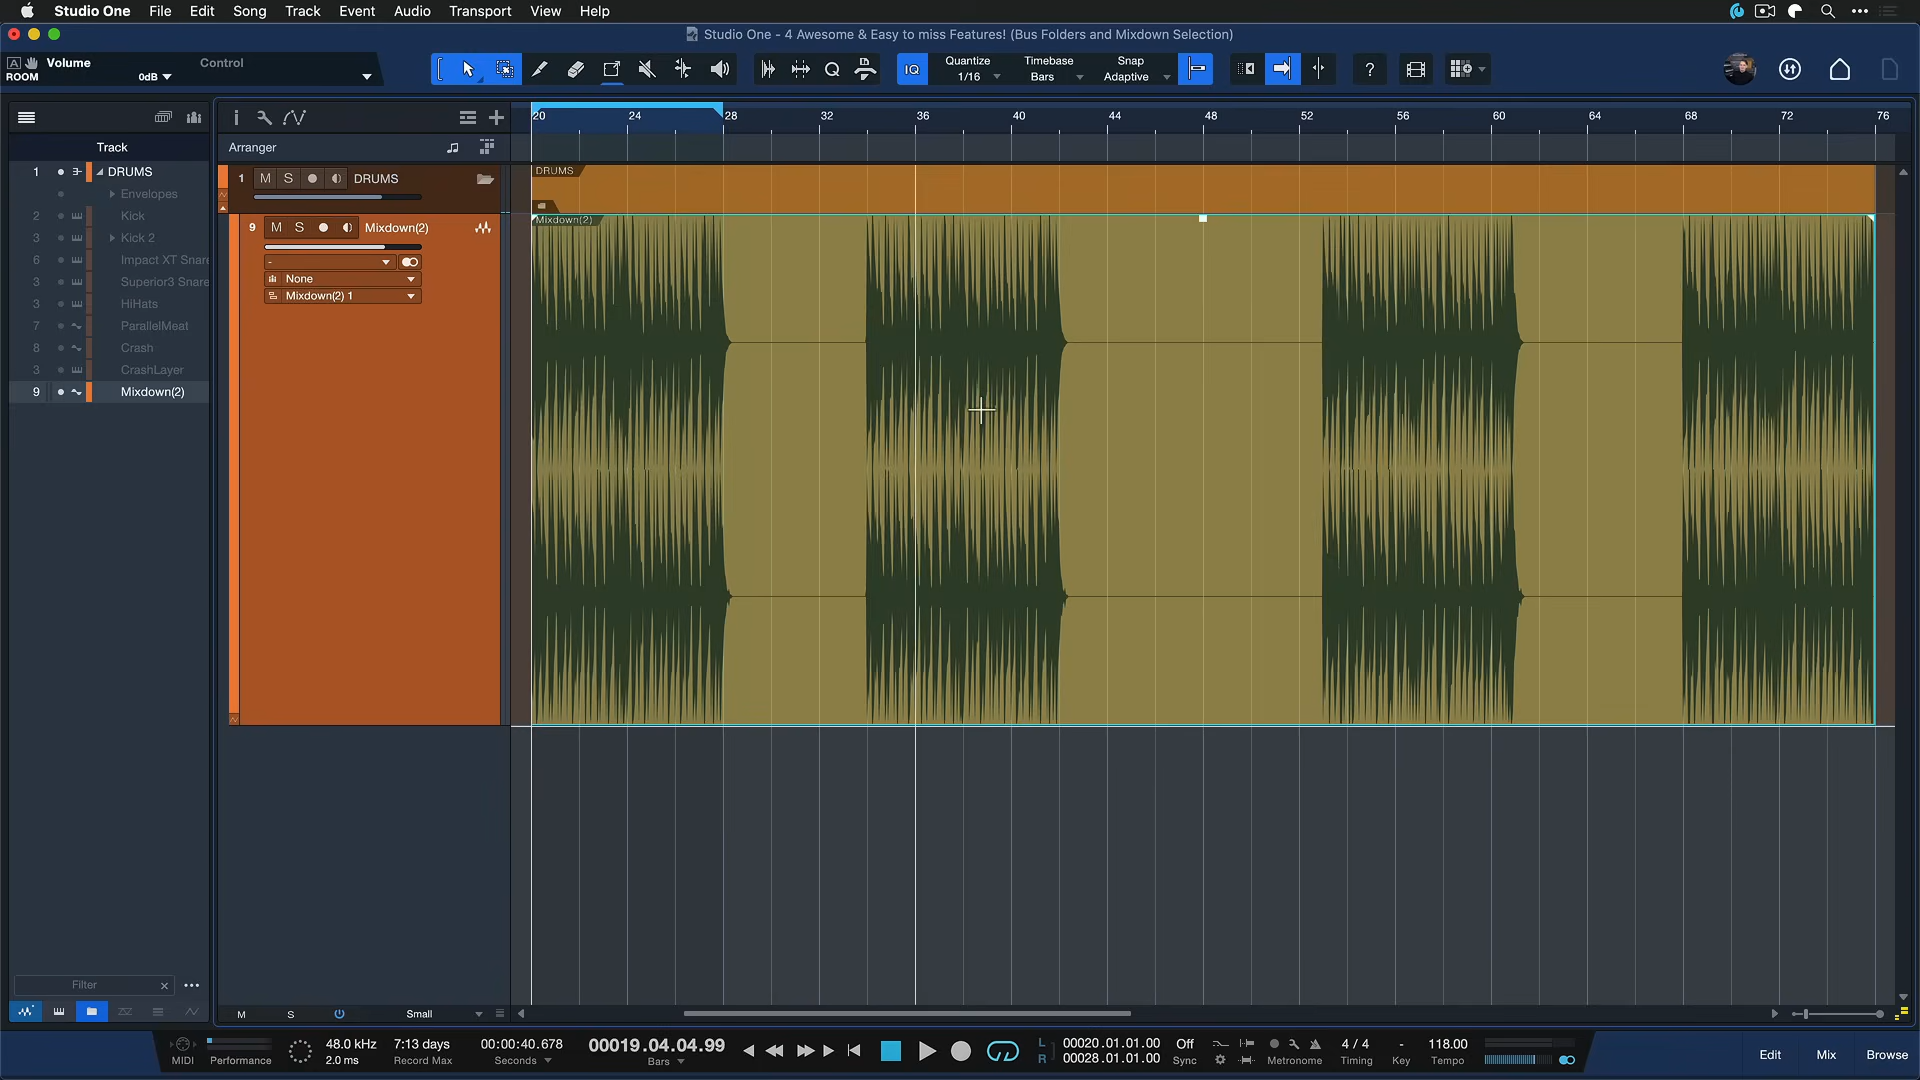 Studio One File Edit Song Track Event Audio Transport View Help
Studio One - 4 Awesome & Easy to miss Features! (Bus Folders and Mixdown Selection)
A Volume Control
ROOM 0dB
IQ Quantize Timebase Snap
1/16 Bars Adaptive ?
20 24 28 32 36 40 44 48 52 56 60 64 68 72 76
Track
Arranger
1 DRUMS
Envelopes
2 Kick
3 Kick 2
6 Impact XT Snare
3 Superior3 Snare
3 HiHats
7 ParallelMeat
8 Crash
3 CrashLayer
9 Mixdown(2)
1 M S DRUMS
DRUMS
9 M S Mixdown(2)
Mixdown(2)
-
None
Mixdown(2) 1
Filter
M S Small
MIDI Performance
48.0 kHz
2.0 ms
7:13 days
Record Max
00:00:40.678
Seconds
00019.04.04.99
Bars
L 00020.01.01.00
R 00028.01.01.00
Off
Sync
Metronome
4 / 4
Timing
-
Key
118.00
Tempo
Edit Mix Browse